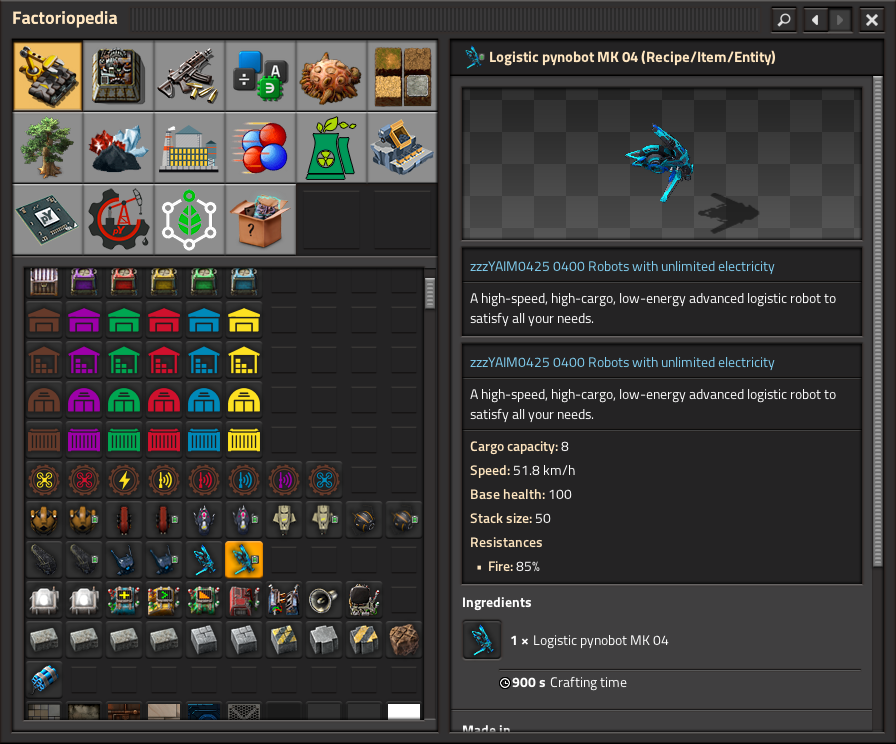 Factoriopedia
Logistic pynobot MK 04 (Recipe/Item/Entity)
zzzYAIM0425 0400 Robots with unlimited electricity
A high-speed, high-cargo, low-energy advanced logistic robot to
satisfy all your needs.
zzzYAIM0425 0400 Robots with unlimited electricity
A high-speed, high-cargo, low-energy advanced logistic robot to
satisfy all your needs.
Cargo capacity: 8
Speed: 51.8 km/h
Base health: 100
Stack size: 50
Resistances
• Fire: 85%
Ingredients
1 × Logistic pynobot MK 04
900 s Crafting time
Made in